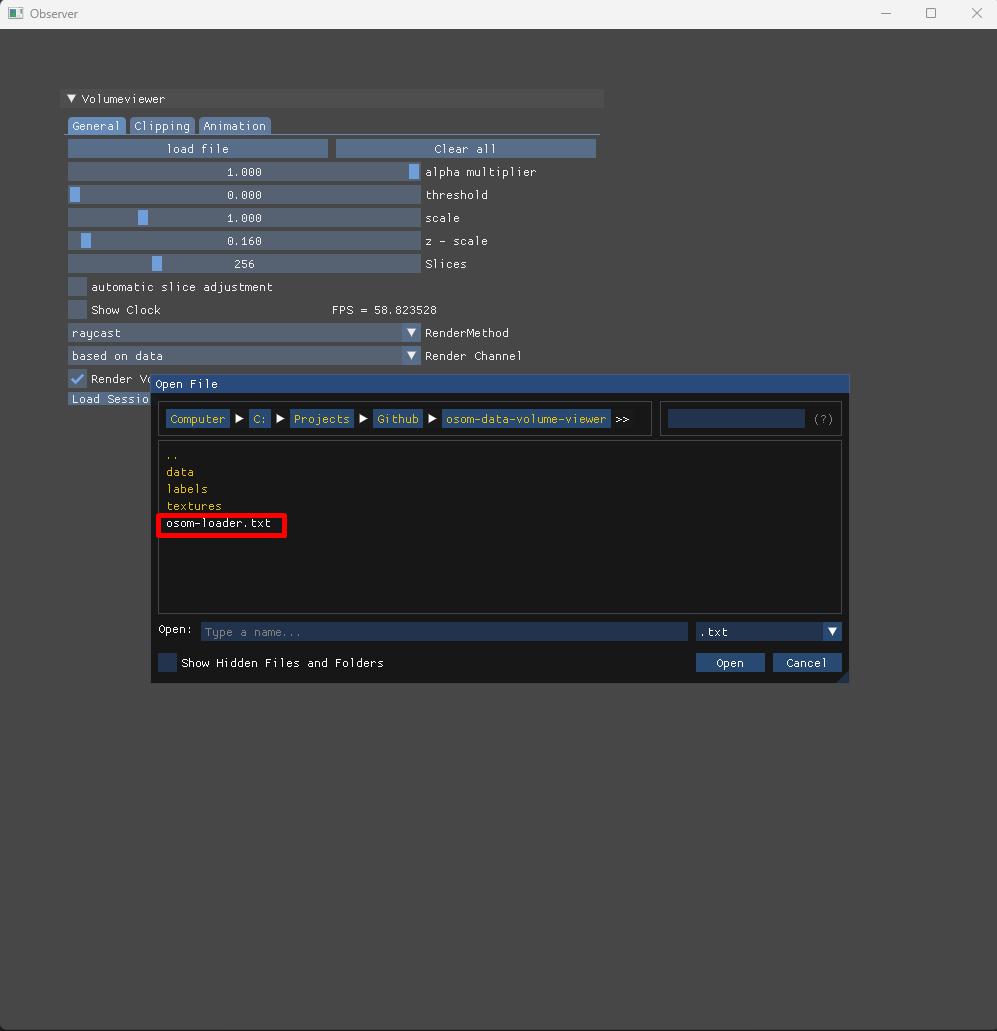 Observer
Volumeviewer
General Clipping Animation
load file Clear all
1.000 alpha multiplier
0.000 threshold
1.000 scale
0.160 z - scale
256 Slices
automatic slice adjustment
Show Clock FPS = 58.823528
raycast RenderMethod
based on data Render Channel
Render Vo
Load Sessio
Open File
Computer C: Projects Github osom-data-volume-viewer >> (?)
..
data
labels
textures
osom-loader.txt
Open: Type a name... .txt
Show Hidden Files and Folders Open Cancel